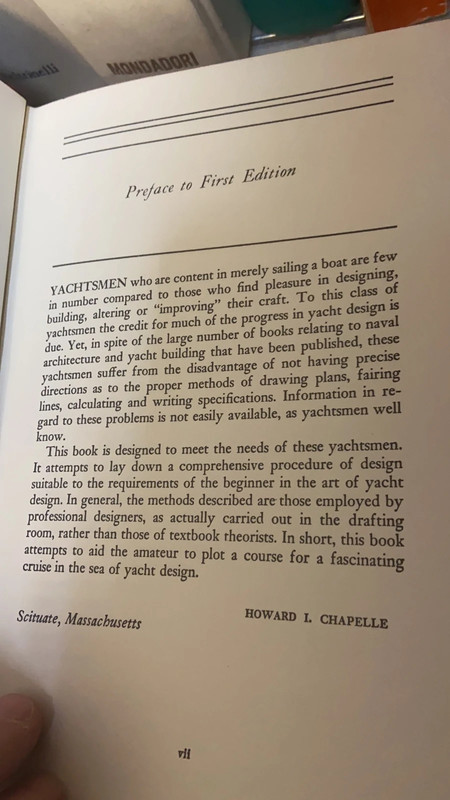 MONDADORI
Preface to First Edition
YACHTSMEN who are content in merely sailing a boat are few
in number compared to those who find pleasure in designing,
building, altering or “improving” their craft. To this class of
yachtsmen the credit for much of the progress in yacht design is
due. Yet, in spite of the large number of books relating to naval
architecture and yacht building that have been published, these
yachtsmen suffer from the disadvantage of not having precise
directions as to the proper methods of drawing plans, fairing
lines, calculating and writing specifications. Information in re-
gard to these problems is not easily available, as yachtsmen well
know.
This book is designed to meet the needs of these yachtsmen.
It attempts to lay down a comprehensive procedure of design
suitable to the requirements of the beginner in the art of yacht
design. In general, the methods described are those employed by
professional designers, as actually carried out in the drafting
room, rather than those of textbook theorists. In short, this book
attempts to aid the amateur to plot a course for a fascinating
cruise in the sea of yacht design.
Scituate, Massachusetts HOWARD I. CHAPELLE
vii